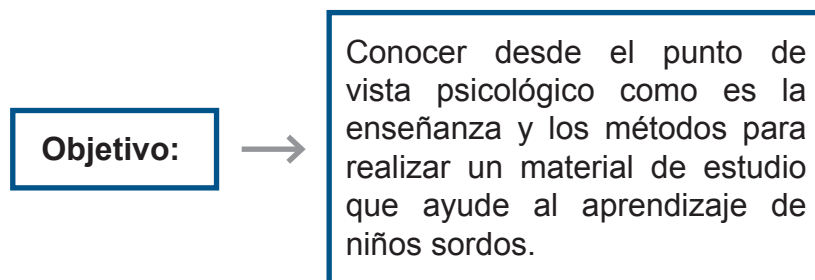 Objetivo:
Conocer desde el punto de
vista psicológico como es la
enseñanza y los métodos para
realizar un material de estudio
que ayude al aprendizaje de
niños sordos.